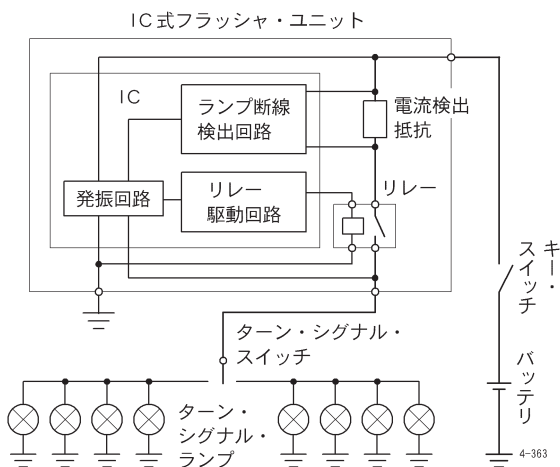 IC式フラッシャ・ユニット
IC
ランプ断線
検出回路
電流検出
抵抗
発振回路
リレー
駆動回路
リレー
キー・
スイッチ
ターン・シグナル・
スイッチ
バッテリ
ターン・
シグナル・
ランプ
4-363